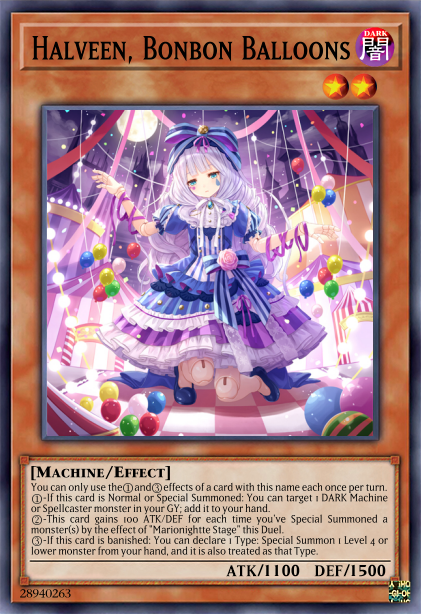 HALVEEN, BONBON BALLOONS
DARK
闇
[MACHINE/EFFECT]
You can only use the ① and ③ effects of a card with this name each once per turn.
①-If this card is Normal or Special Summoned: You can target 1 DARK Machine
or Spellcaster monster in your GY; add it to your hand.
②-This card gains 100 ATK/DEF for each time you've Special Summoned a
monster(s) by the effect of "Marionightte Stage" this Duel.
③-If this card is banished: You can declare 1 Type: Special Summon 1 Level 4 or
lower monster from your hand, and it is also treated as that Type.
ATK/1100 DEF/1500
28940263